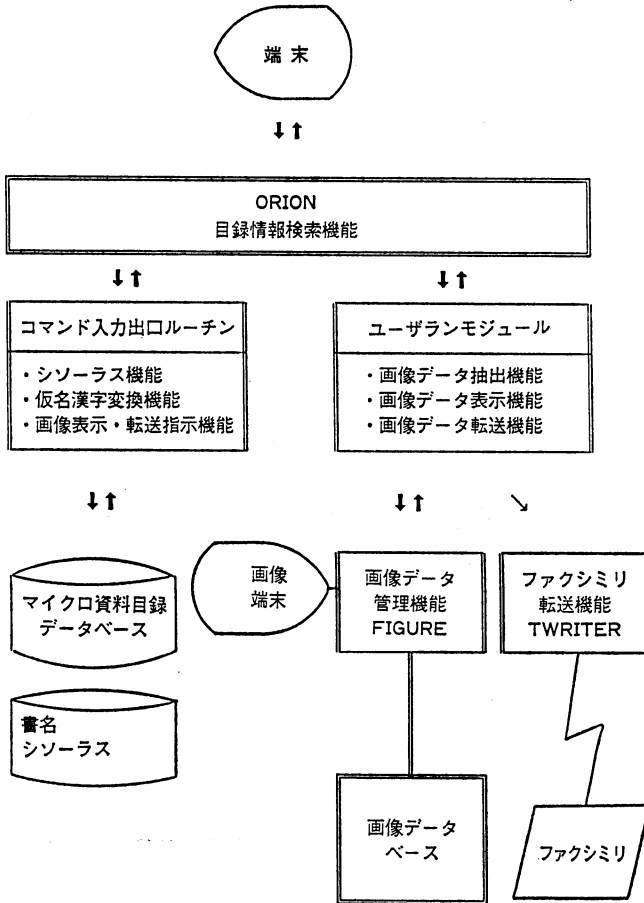 端末
↓↑
ORION
目録情報検索機能
↓↑
↓↑
コマンド入力出口ルーチン
・シソーラス機能
・仮名漢字変換機能
・画像表示・転送指示機能
ユーザランモジュール
・画像データ抽出機能
・画像データ表示機能
・画像データ転送機能
↓↑
↓↑
↘
マイクロ資料目録
データベース
書名
シソーラス
画像
端末
画像データ
管理機能
FIGURE
ファクシミリ
転送機能
TWRITER
画像データ
ベース
ファクシミリ